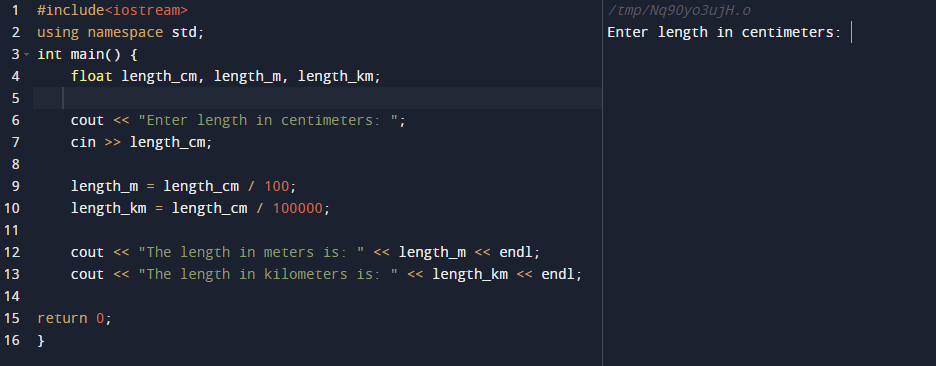 1 #include<iostream>
2 using namespace std;
3 int main() {
4     float length_cm, length_m, length_km;
5
6     cout << "Enter length in centimeters: ";
7     cin >> length_cm;
8
9     length_m = length_cm / 100;
10     length_km = length_cm / 100000;
11
12     cout << "The length in meters is: " << length_m << endl;
13     cout << "The length in kilometers is: " << length_km << endl;
14
15 return 0;
16 }
/tmp/Nq90yo3ujH.o
Enter length in centimeters: